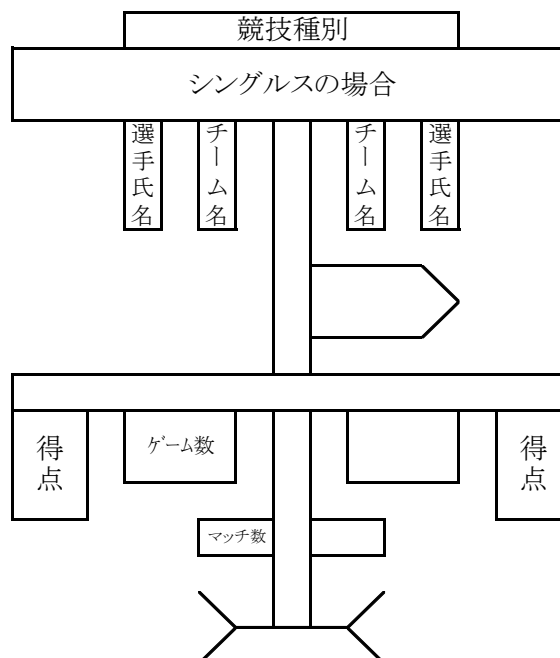 競技種別
シングルスの場合
選手氏名
チーム名
チーム名
選手氏名
得点
ゲーム数
得点
マッチ数